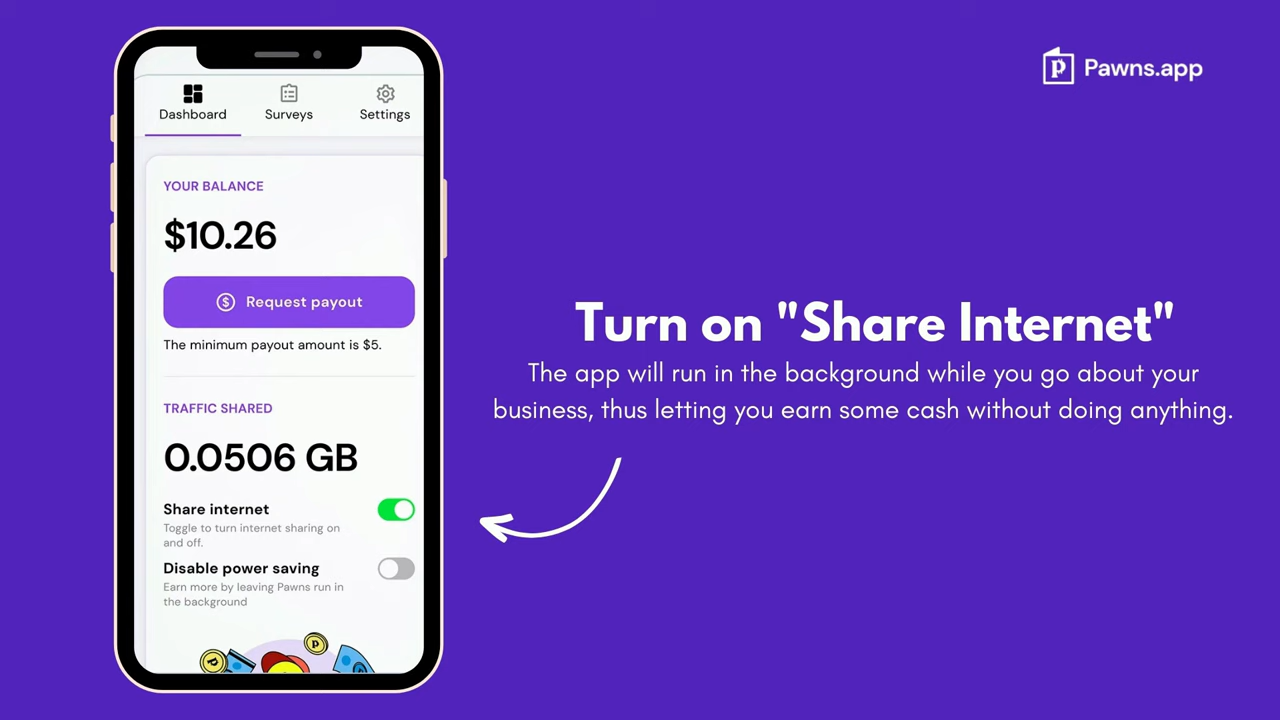 Dashboard
Surveys
Settings
YOUR BALANCE
$10.26
Request payout
The minimum payout amount is $5.
TRAFFIC SHARED
0.0506 GB
Share internet
Toggle to turn internet sharing on
and off.
Disable power saving
Earn more by leaving Pawns run in
the background
Pawns.app
Turn on "Share Internet"
The app will run in the background while you go about your
business, thus letting you earn some cash without doing anything.